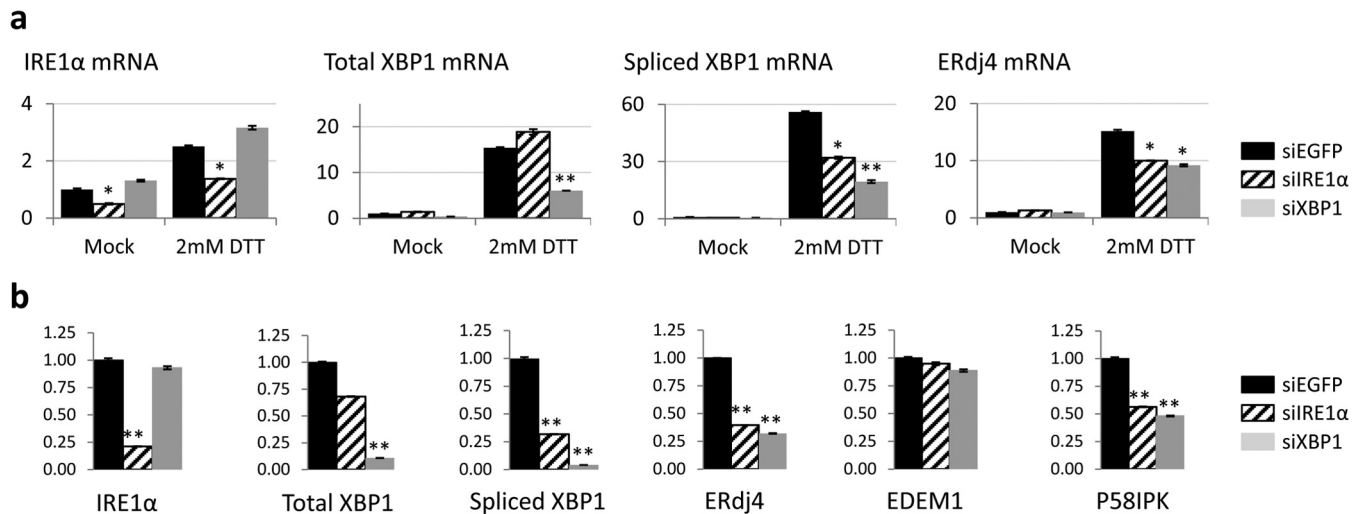 a
IRE1α mRNA
Total XBP1 mRNA
Spliced XBP1 mRNA
ERdj4 mRNA
4
2
0
*
*
Mock 2mM DTT
20
10
0
**
Mock 2mM DTT
60
30
0
*
**
Mock 2mM DTT
20
10
0
* *
Mock 2mM DTT
siEGFP
siIRE1α
siXBP1
b
1.25
1.00
0.75
0.50
0.25
0.00
**
IRE1α
1.25
1.00
0.75
0.50
0.25
0.00
**
Total XBP1
1.25
1.00
0.75
0.50
0.25
0.00
**
**
Spliced XBP1
1.25
1.00
0.75
0.50
0.25
0.00
** **
ERdj4
1.25
1.00
0.75
0.50
0.25
0.00
EDEM1
1.25
1.00
0.75
0.50
0.25
0.00
** **
P58IPK
siEGFP
siIRE1α
siXBP1